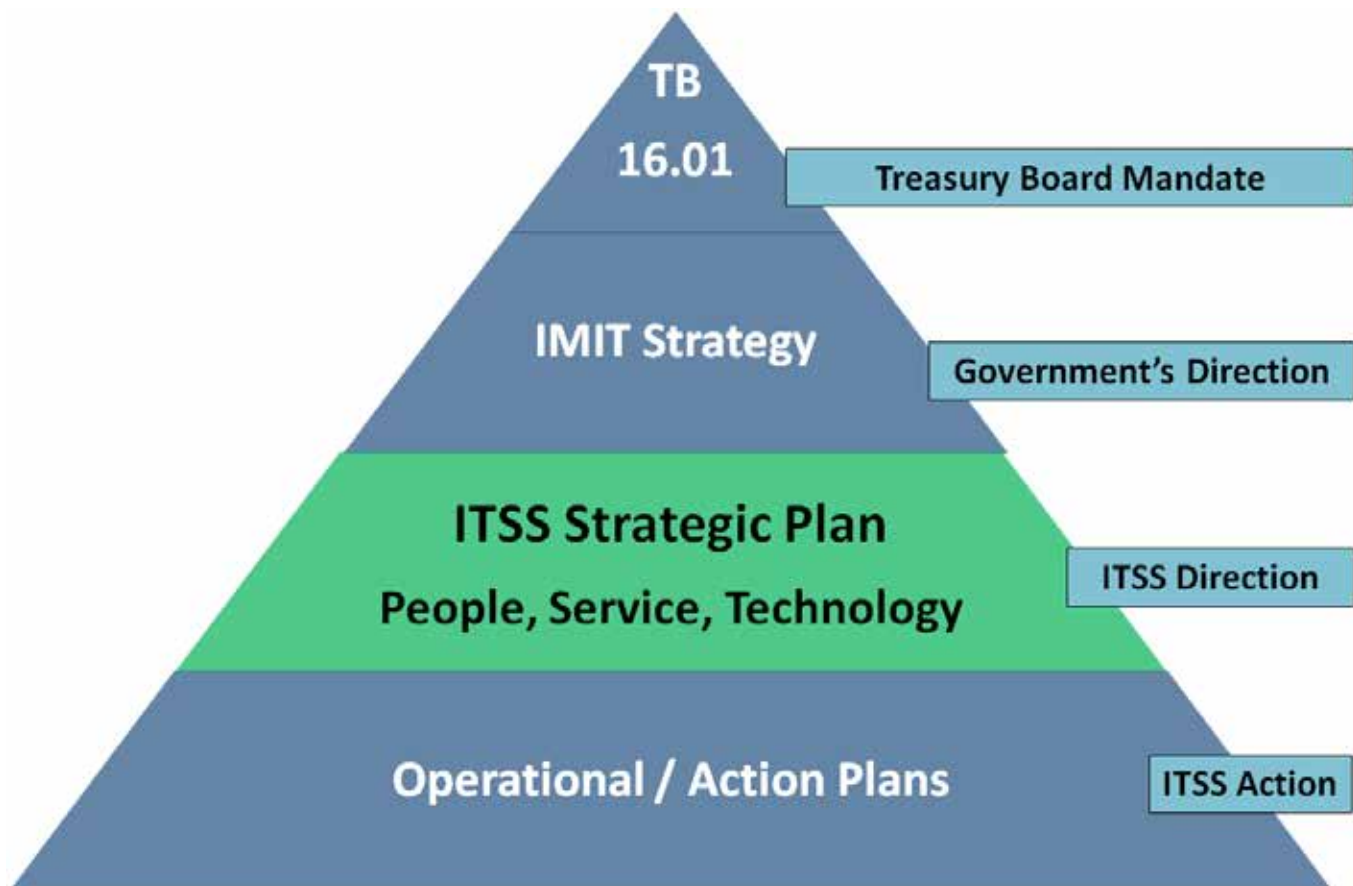 TB
16.01
Treasury Board Mandate
IMIT Strategy
Government’s Direction
ITSS Strategic Plan
People, Service, Technology
ITSS Direction
Operational / Action Plans
ITSS Action